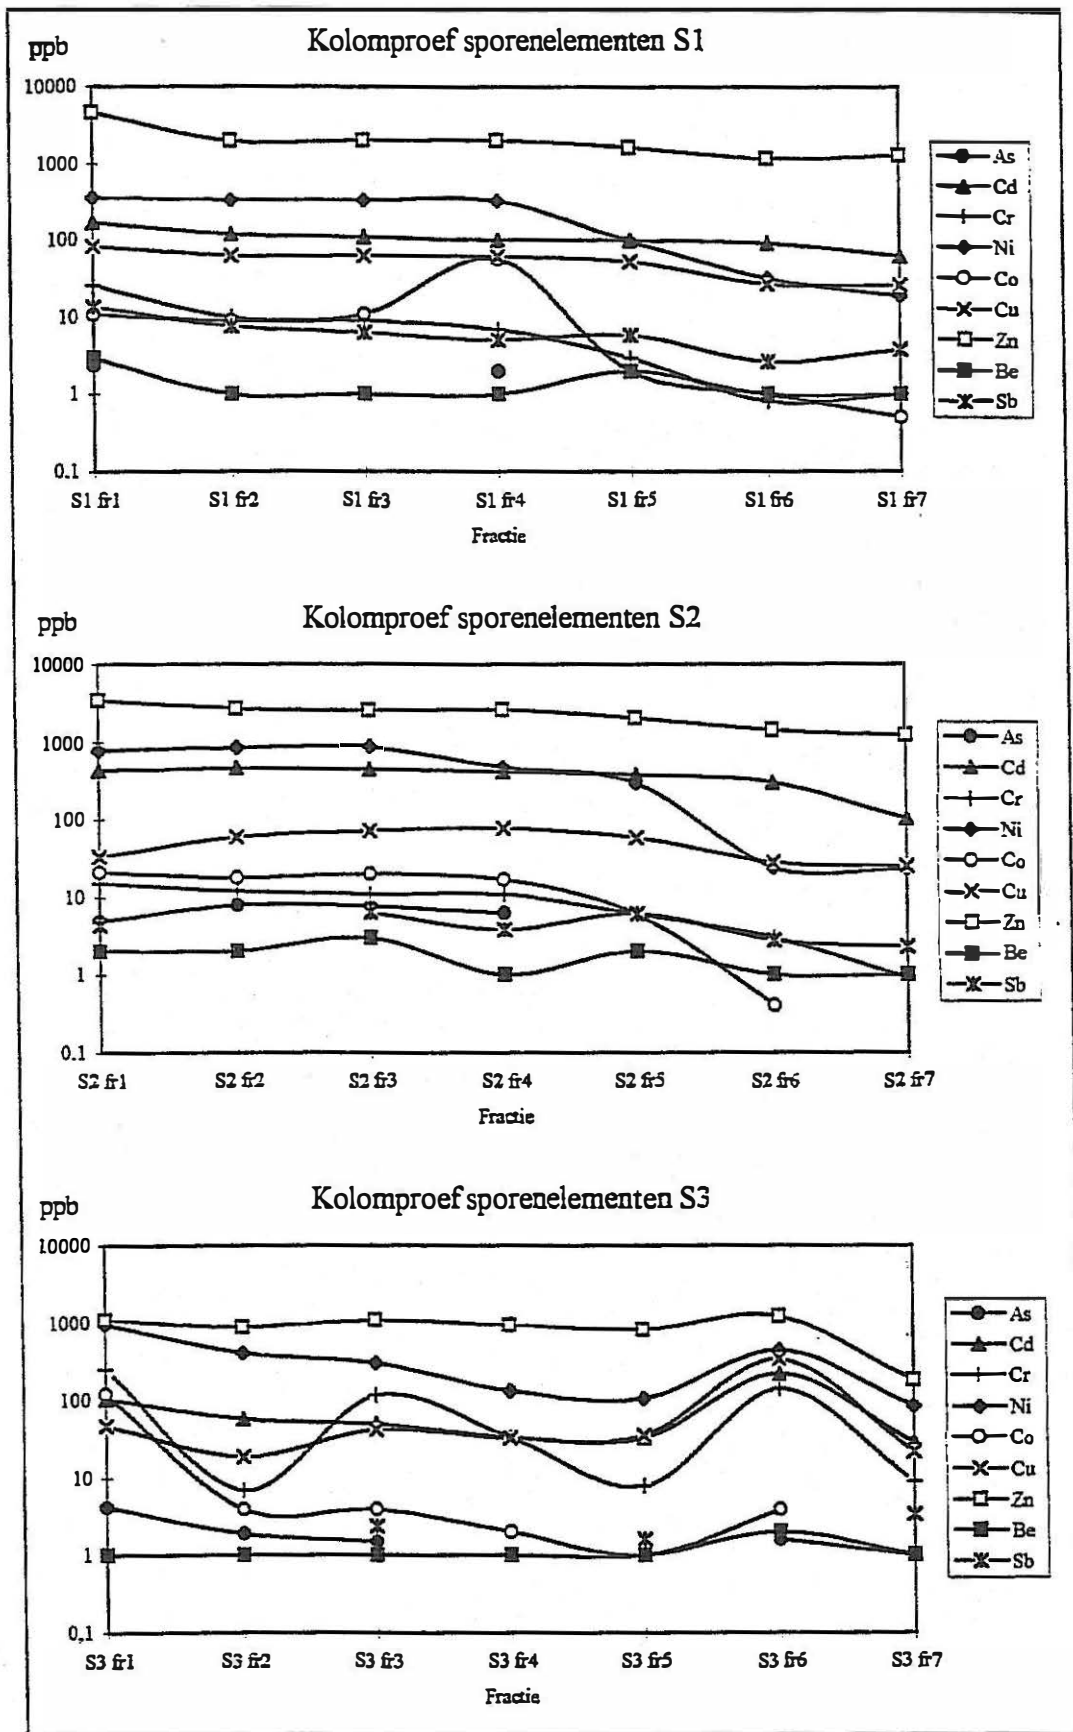 Kolomproef sporenelementen S1
ppb
10000
1000
100
10
1
0.1
S1 fr1 S1 fr2 S1 fr3 S1 fr4 S1 fr5 S1 fr6 S1 fr7
Fractie
As
Cd
Cr
Ni
Co
Cu
Zn
Be
Sb
Kolomproef sporenelementen S2
ppb
10000
1000
100
10
1
0.1
S2 fr1 S2 fr2 S2 fr3 S2 fr4 S2 fr5 S2 fr6 S2 fr7
Fractie
As
Cd
Cr
Ni
Co
Cu
Zn
Be
Sb
Kolomproef sporenelementen S3
ppb
10000
1000
100
10
1
0,1
S3 fr1 S3 fr2 S3 fr3 S3 fr4 S3 fr5 S3 fr6 S3 fr7
Fractie
As
Cd
Cr
Ni
Co
Cu
Zn
Be
Sb